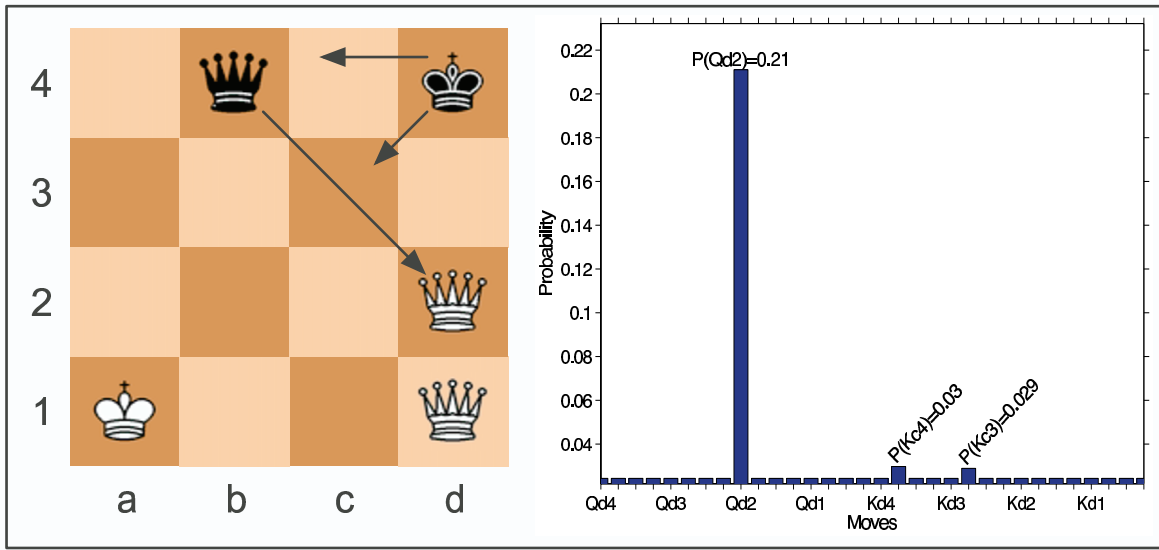 4
3
2
1
a b c d
P(Qd2)=0.21
P(Kc4)=0.03
P(Kc3)=0.029
Probability
0.22
0.2
0.18
0.16
0.14
0.12
0.1
0.08
0.06
0.04
Qd4 Qd3 Qd2 Qd1 Kd4 Kd3 Kd2 Kd1
Moves